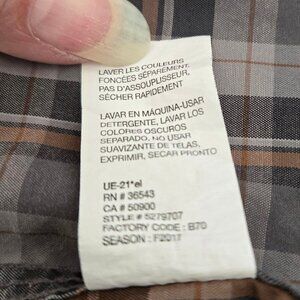 LAVER LES COULEURS
FONCÉES SÉPARÉMENT.
PAS D'ASSOUPLISSEUR,
SÉCHER RAPIDEMENT
LAVAR EN MÁQUINA-USAR
DETERGENTE, LAVAR LOS
COLORES OSCUROS
SEPARADO, NO USAR
SUAVIZANTE DE TELAS,
EXPRIMIR, SECAR PRONTO
UE-21*el
RN # 36543
CA # 50900
STYLE # 5279707
FACTORY CODE : B70
SEASON : F2017